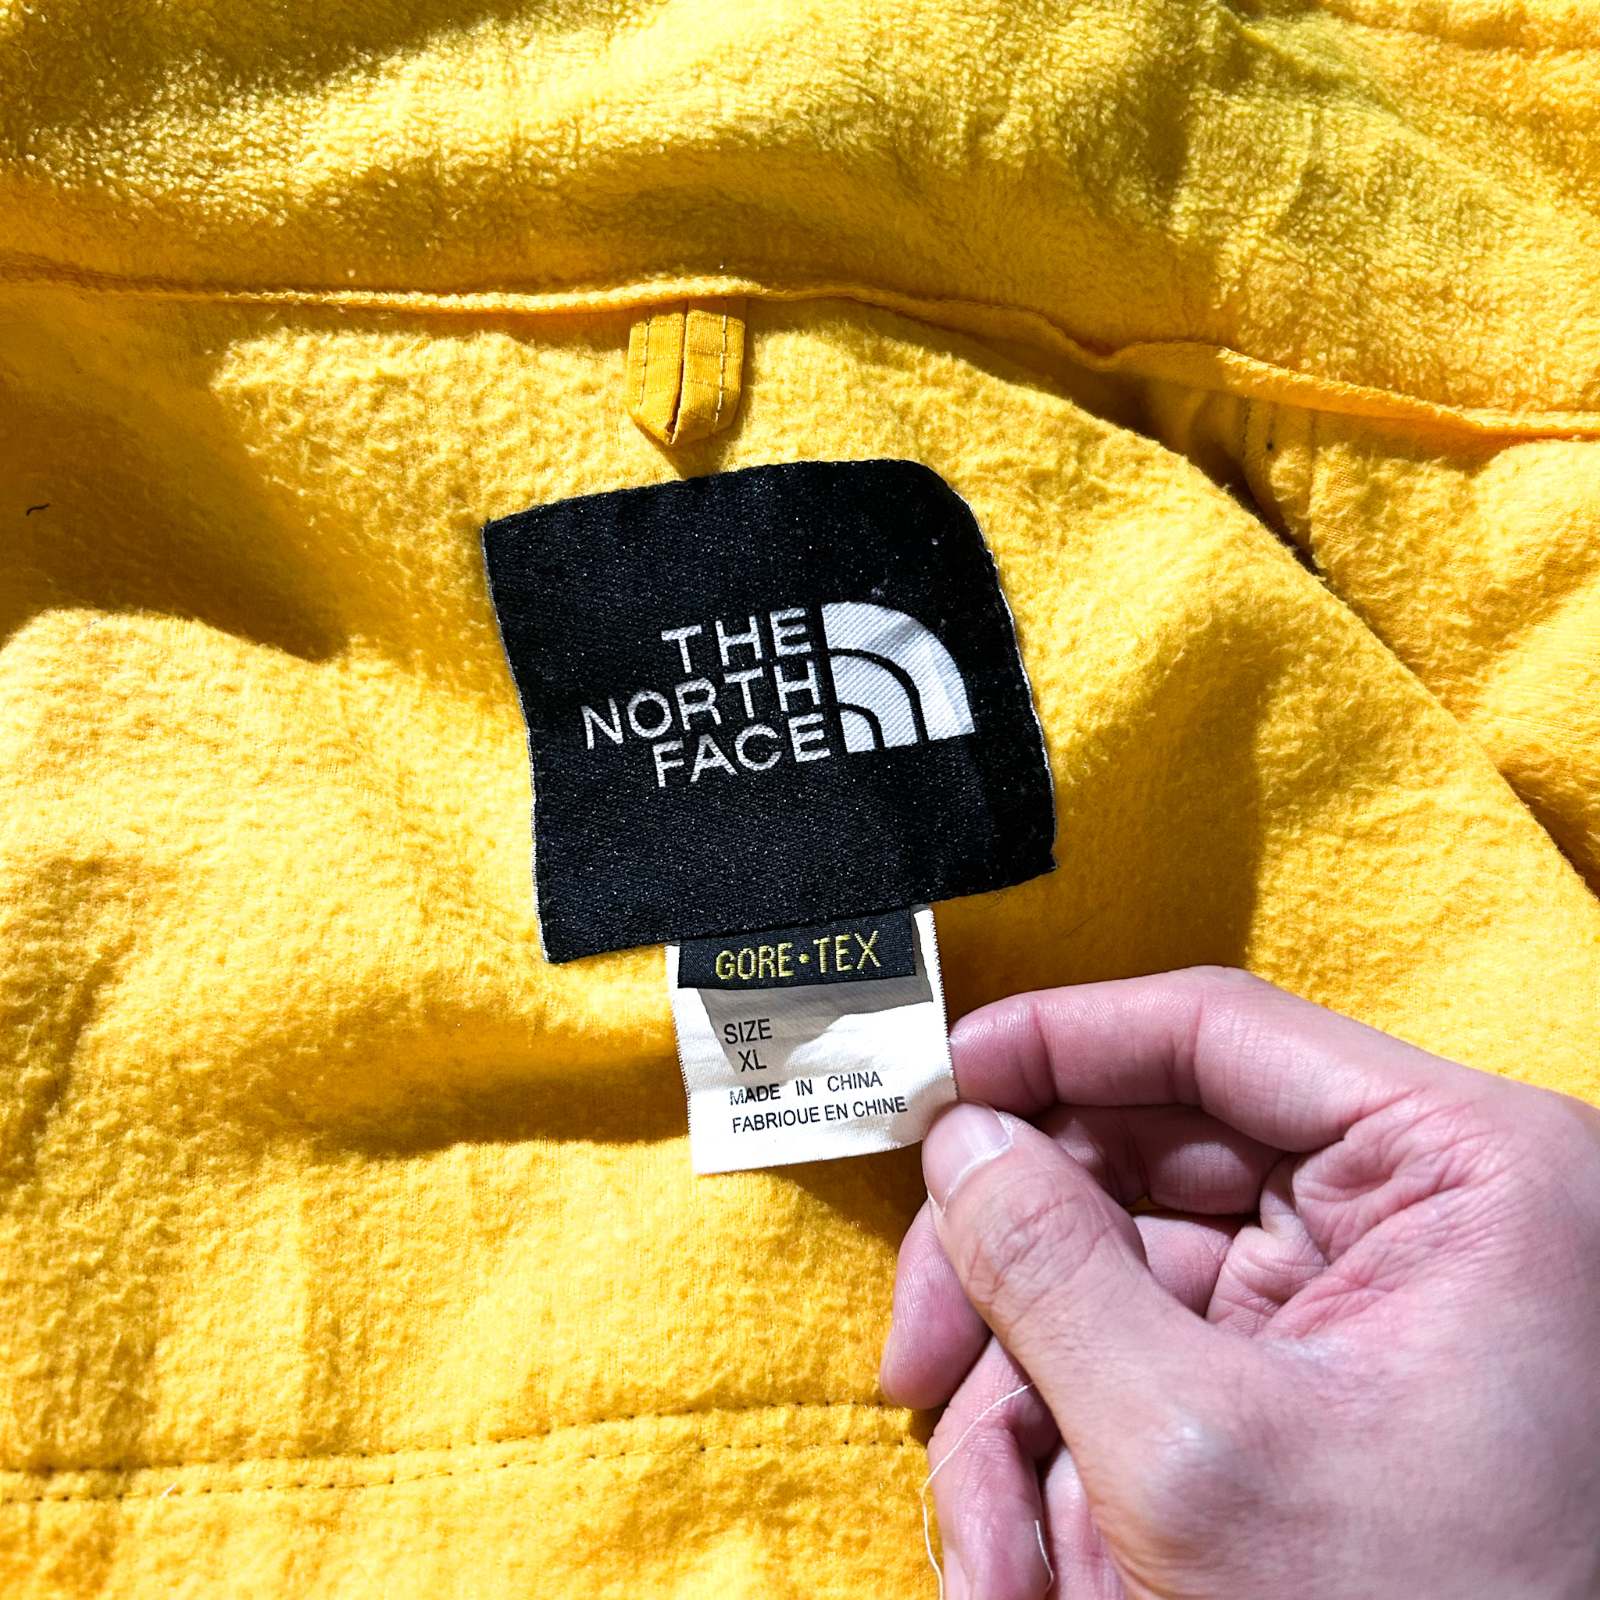 THE
NORTH
FACE
GORE•TEX
SIZE
XL
MADE IN CHINA
FABRIOUE EN CHINE